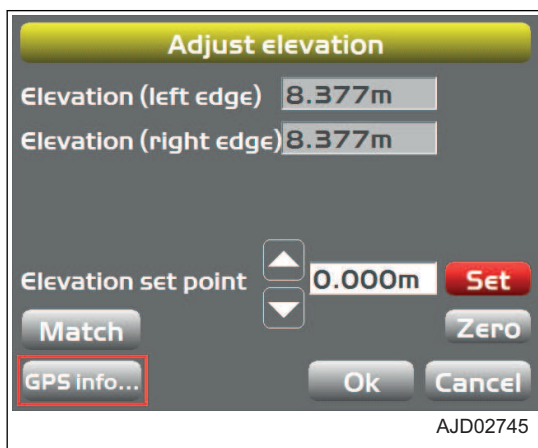 Adjust elevation
Elevation (left edge) 8.377m
Elevation (right edge) 8.377m
Elevation set point 0.000m Set
Match Zero
GPS info... Ok Cancel
AJD02745